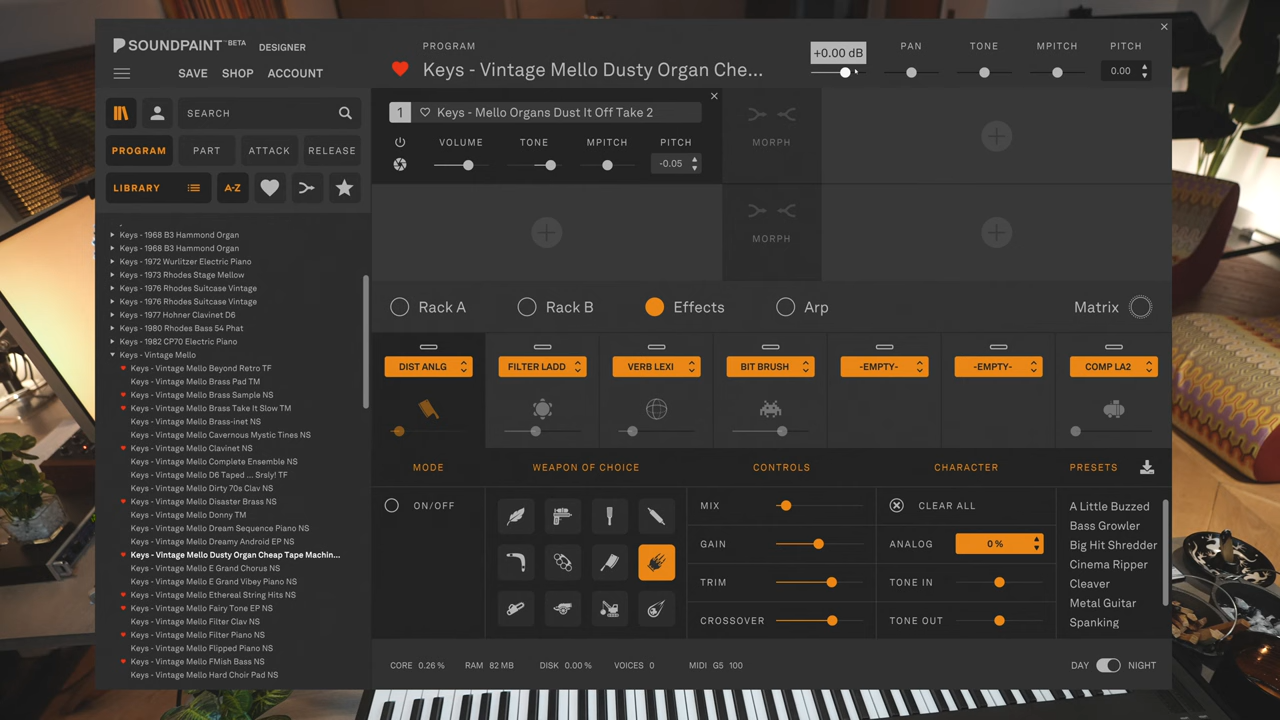 SOUNDPAINT™ BETA DESIGNER
SAVE SHOP ACCOUNT
PROGRAM
Keys - Vintage Mello Dusty Organ Che...
+0.00 dB
PAN TONE MPITCH PITCH
0.00
SEARCH
PROGRAM PART ATTACK RELEASE
LIBRARY A-Z
1 Keys - Mello Organs Dust It Off Take 2
VOLUME TONE MPITCH PITCH
-0.05
MORPH
MORPH
Keys - 1968 B3 Hammond Organ
Keys - 1968 B3 Hammond Organ
Keys - 1972 Wurlitzer Electric Piano
Keys - 1973 Rhodes Stage Mellow
Keys - 1976 Rhodes Suitcase Vintage
Keys - 1976 Rhodes Suitcase Vintage
Keys - 1977 Hohner Clavinet D6
Keys - 1980 Rhodes Bass 54 Phat
Keys - 1982 CP70 Electric Piano
Keys - Vintage Mello
Keys - Vintage Mello Beyond Retro TF
Keys - Vintage Mello Brass Pad TM
Keys - Vintage Mello Brass Sample NS
Keys - Vintage Mello Brass Take It Slow TM
Keys - Vintage Mello Brass-inet NS
Keys - Vintage Mello Cavernous Mystic Tines NS
Keys - Vintage Mello Clavinet NS
Keys - Vintage Mello Complete Ensemble NS
Keys - Vintage Mello D6 Taped ... Srsly! TF
Keys - Vintage Mello Dirty 70s Clav NS
Keys - Vintage Mello Disaster Brass NS
Keys - Vintage Mello Donny TM
Keys - Vintage Mello Dream Sequence Piano NS
Keys - Vintage Mello Dreamy Android EP NS
Keys - Vintage Mello Dusty Organ Cheap Tape Machin...
Keys - Vintage Mello E Grand Chorus NS
Keys - Vintage Mello E Grand Vibey Piano NS
Keys - Vintage Mello Ethereal String Hits NS
Keys - Vintage Mello Fairy Tone EP NS
Keys - Vintage Mello Filter Clav NS
Keys - Vintage Mello Filter Piano NS
Keys - Vintage Mello Flipped Piano NS
Keys - Vintage Mello FMish Bass NS
Keys - Vintage Mello Hard Choir Pad NS
Rack A Rack B Effects Arp Matrix
DIST ANLG FILTER LADD VERB LEXI BIT BRUSH -EMPTY- -EMPTY- COMP LA2
MODE WEAPON OF CHOICE CONTROLS CHARACTER PRESETS
ON/OFF
MIX
GAIN
TRIM
CROSSOVER
CLEAR ALL
ANALOG 0 %
TONE IN
TONE OUT
A Little Buzzed
Bass Growler
Big Hit Shredder
Cinema Ripper
Cleaver
Metal Guitar
Spanking
CORE 0.26 % RAM 82 MB DISK 0.00 % VOICES 0 MIDI G5 100
DAY NIGHT